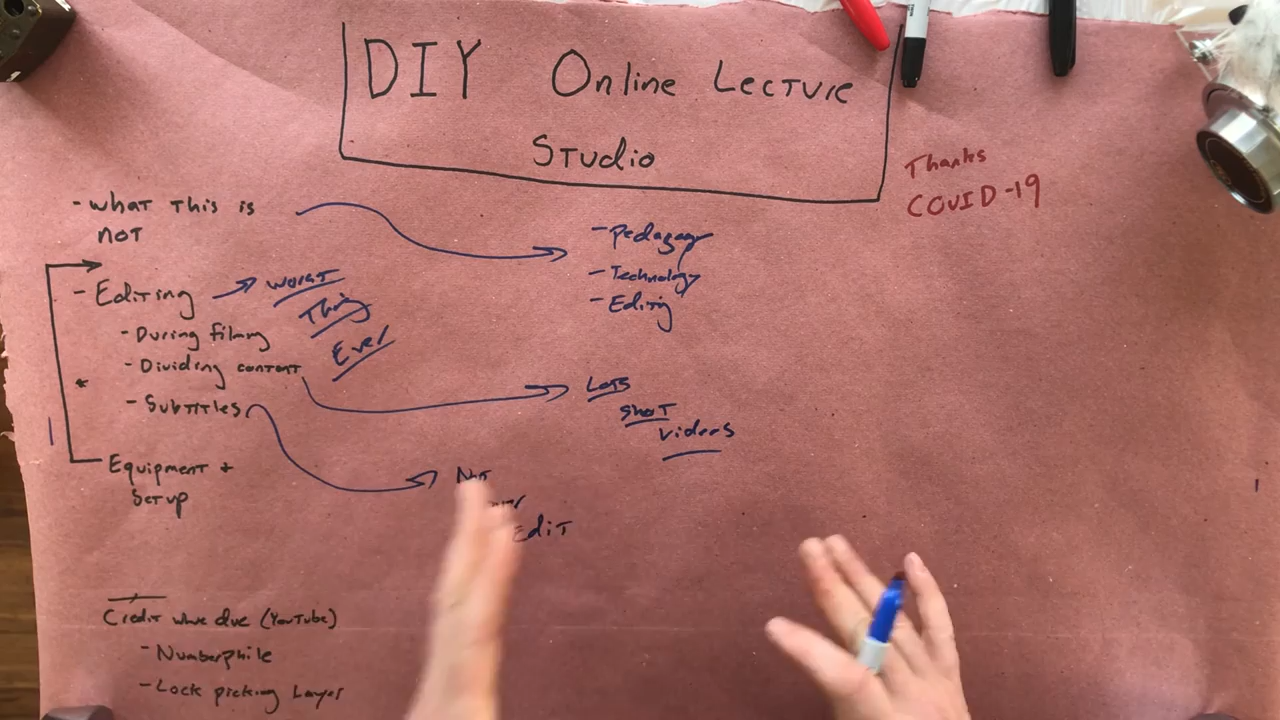 DIY Online Lecture
Studio
Thanks
COVID-19
- What this is
NOT
- Pedagogy
- Technology
- Editing
- Editing
Worst
Thing
Ever
- During filming
- Dividing content
* - Subtitles
Lots
short
videos
Equipment +
Setup
Not
Edit
Credit where due (YouTube)
- Numberphile
- Lock picking Lawyer